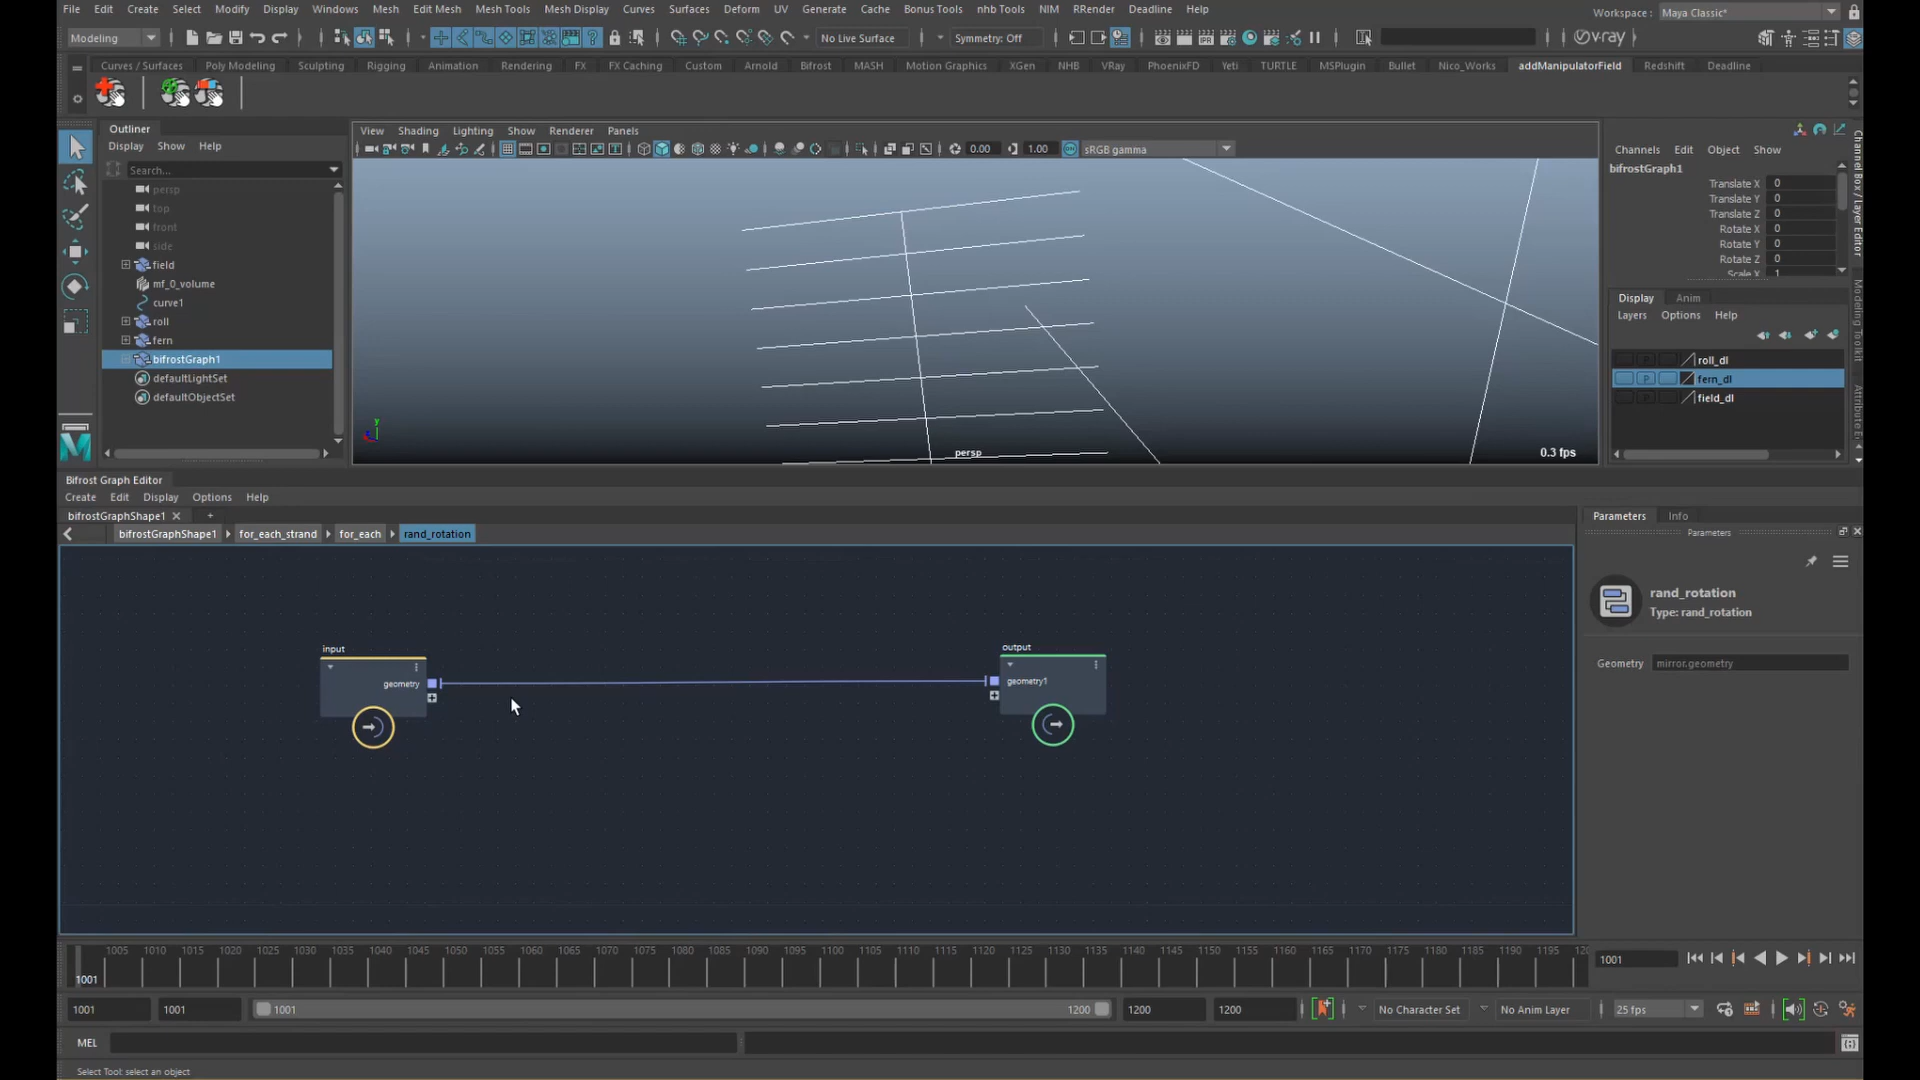 File Edit Create Select Modify Display Windows Mesh Edit Mesh Mesh Tools Mesh Display Curves Surfaces Deform UV Generate Cache Bonus Tools nhb Tools NIM RRender Deadline Help
Workspace : Maya Classic*
Modeling No Live Surface Symmetry: Off v-ray
Curves / Surfaces Poly Modeling Sculpting Rigging Animation Rendering FX FX Caching Custom Arnold Bifrost MASH Motion Graphics XGen NHB VRay PhoenixFD Yeti TURTLE MSPlugin Bullet Nico_Works addManipulatorField Redshift Deadline
Outliner
Display Show Help
Search...
persp
top
front
side
field
mf_0_volume
curve1
roll
fern
bifrostGraph1
defaultLightSet
defaultObjectSet
View Shading Lighting Show Renderer Panels
0.00 1.00 sRGB gamma
y
persp
0.3 fps
Channels Edit Object Show
bifrostGraph1
Translate X 0
Translate Y 0
Translate Z 0
Rotate X 0
Rotate Y 0
Rotate Z 0
Scale X 1
Display Anim
Layers Options Help
P roll_dl
P fern_dl
P field_dl
Channel Box / Layer Editor
Modeling Toolkit
Bifrost Graph Editor
Create Edit Display Options Help
bifrostGraphShape1 × +
bifrostGraphShape1 for_each_strand for_each rand_rotation
input
geometry
output
geometry1
Parameters Info
Parameters
rand_rotation
Type: rand_rotation
Geometry mirror.geometry
1005 1010 1015 1020 1025 1030 1035 1040 1045 1050 1055 1060 1065 1070 1075 1080 1085 1090 1095 1100 1105 1110 1115 1120 1125 1130 1135 1140 1145 1150 1155 1160 1165 1170 1175 1180 1185 1190 1195
1001
1001
1001 1001 1001 1200 1200 1200 No Character Set No Anim Layer 25 fps
MEL
Select Tool: select an object